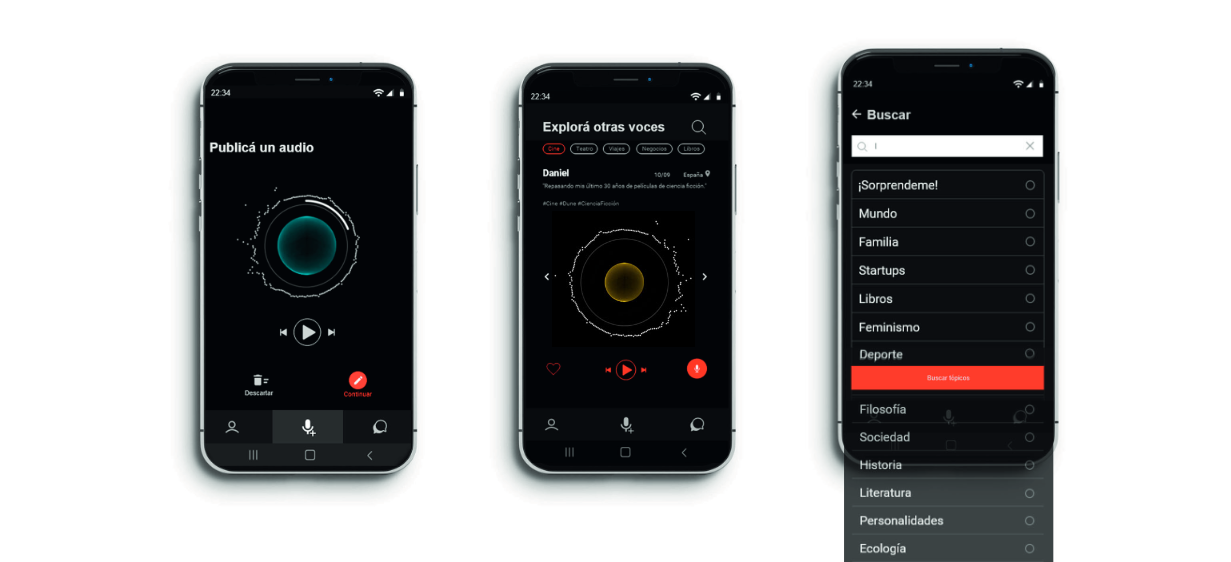 22:34
Publicá un audio
Descartar
Continuar
22:34
Explorá otras voces
Cine
Teatro
Viajes
Negocios
Libros
Daniel
10/09
España
"Repasando mis último 30 años de películas de ciencia ficción."
#Cine #Dune #CienciaFicción
22:34
Buscar
¡Sorprendeme!
Mundo
Familia
Startups
Libros
Feminismo
Deporte
Buscar tópicos
Filosofía
Sociedad
Historia
Literatura
Personalidades
Ecología